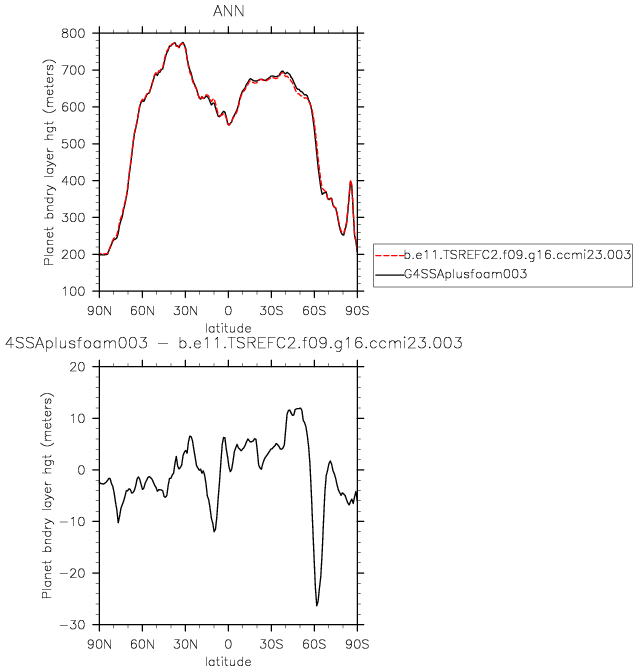 ANN
Planet bndry layer hgt (meters)
800
700
600
500
400
300
200
100
90N 60N 30N 0 30S 60S 90S
latitude
b.e11.TSREFC2.f09.g16.ccmi23.003
G4SSAplusfoam003
4SSAplusfoam003 − b.e11.TSREFC2.f09.g16.ccmi23.003
Planet bndry layer hgt (meters)
20
10
0
−10
−20
−30
90N 60N 30N 0 30S 60S 90S
latitude